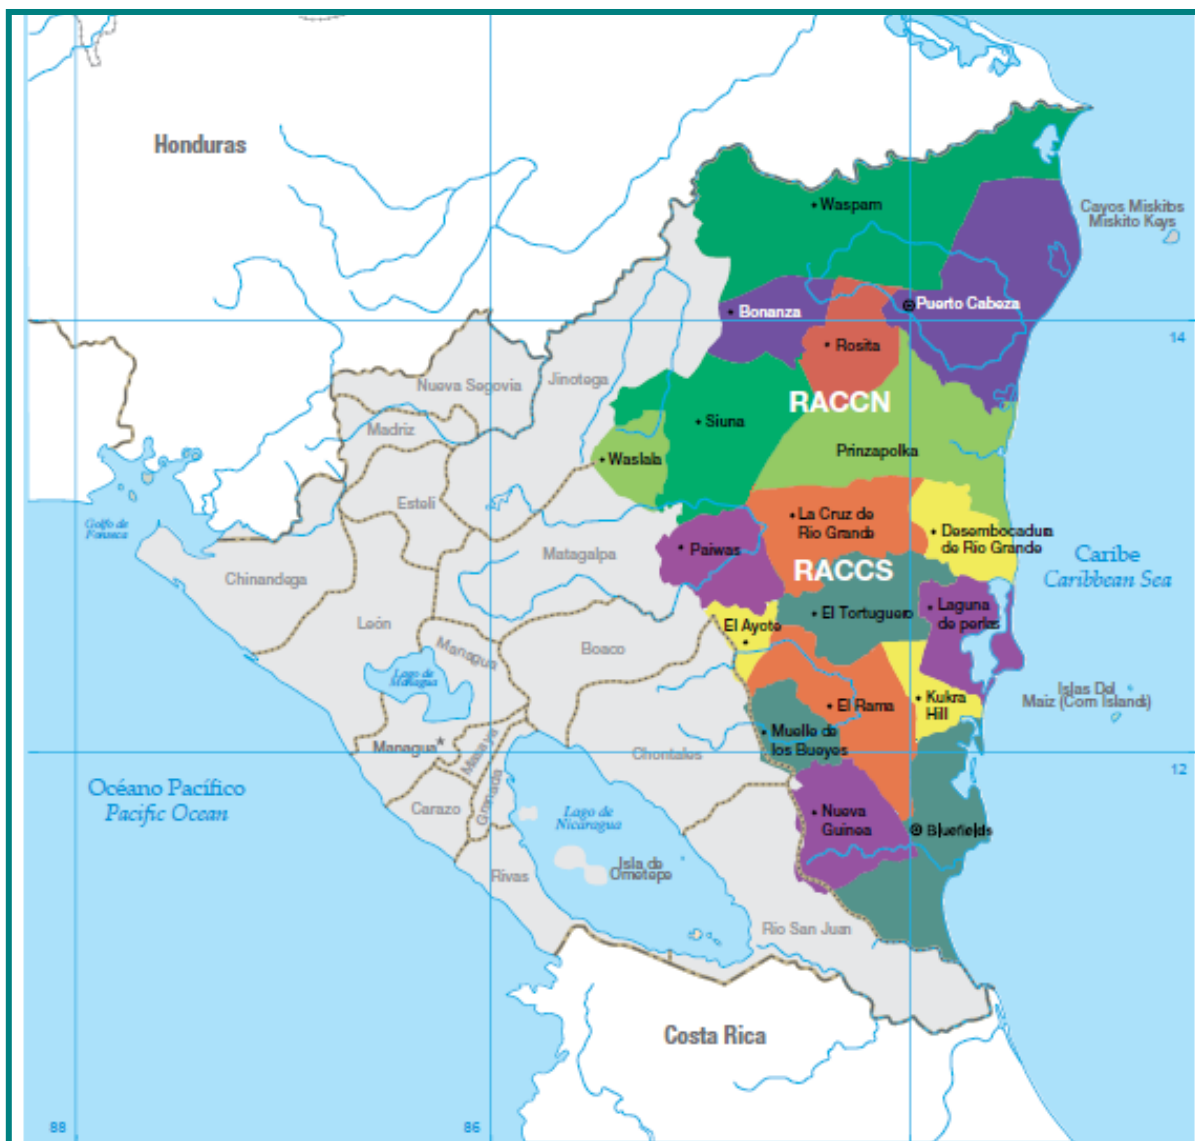 Honduras
Waspam
Cayos Miskitos
Miskito Keys
Bonanza
Puerto Cabeza
14
Rosita
Nueva Segovia
Jinotega
RACCN
Madriz
Siuna
Prinzapolka
Waslala
Estelí
La Cruz de
Río Grande
Golfo de
Fonseca
Desembocadura
de Río Grande
Paiwas
Matagalpa
Caribe
Caribbean Sea
Chinandega
RACCS
León
El Tortuguero
Laguna
de perlas
El Ayote
Managua
Boaco
Lago de
Managua
Islas Del
Maiz (Corn Islands)
Kukra
Hill
El Rama
Muelle de
los Bueyes
Managua*
Masaya
Chontales
12
Océano Pacífico
Pacific Ocean
Carazo
Granada
Lago de
Nicaragua
Nueva
Guinea
Bluefields
Isla de
Ometepe
Rivas
Río San Juan
Costa Rica
88
86